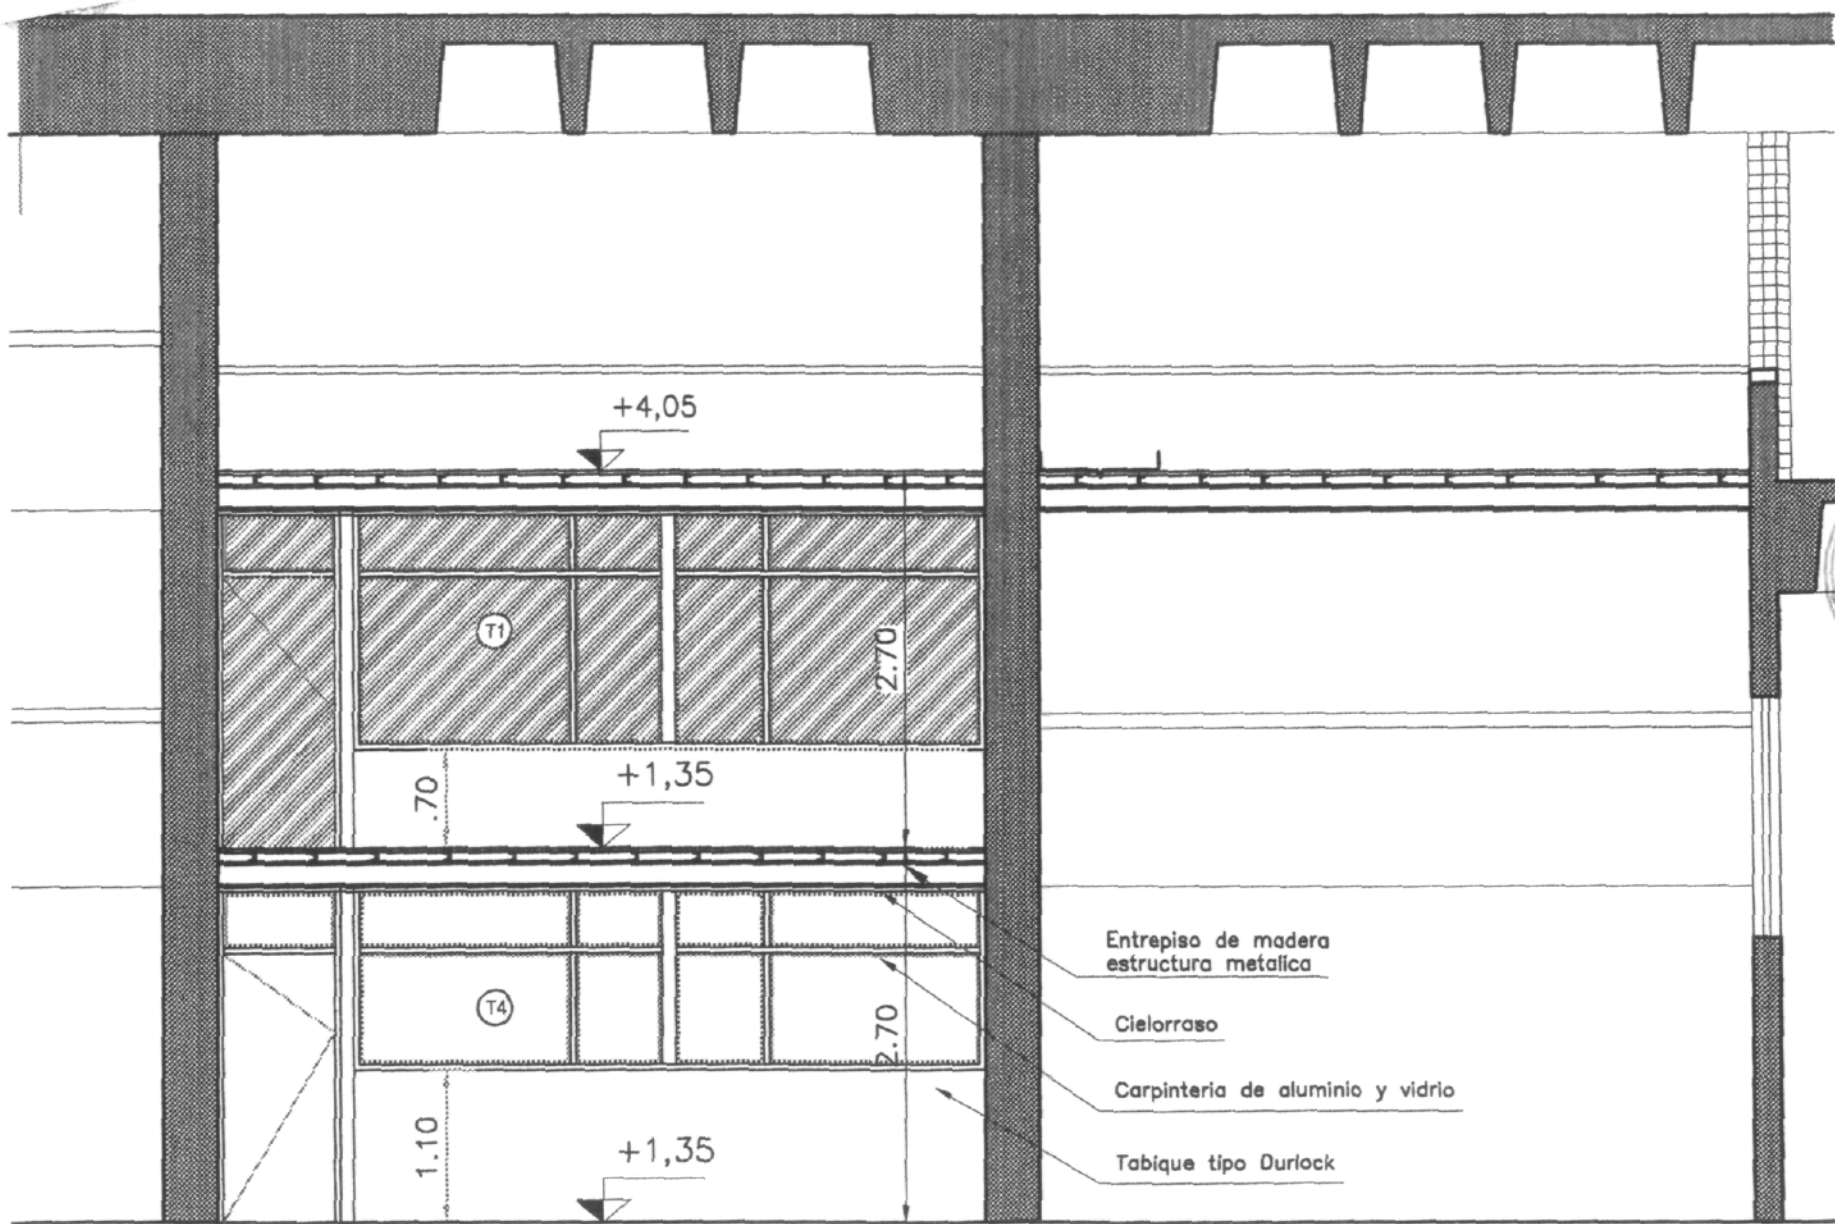 +4,05
T1
2.70
+1,35
.70
Entrepiso de madera
estructura metalica
T4
Cielorraso
2.70
Carpinteria de aluminio y vidrio
1.10
+1,35
Tabique tipo Durlock